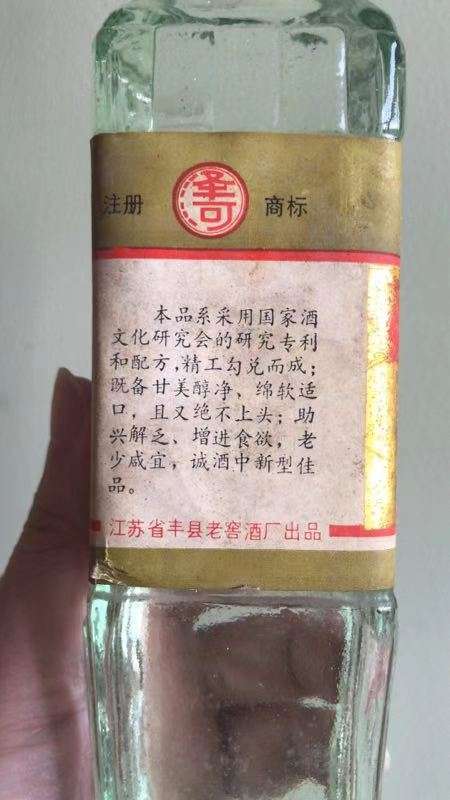 注册 圣可 商标
本品系采用国家酒
文化研究会的研究专利
和配方，精工勾兑而成；
既备甘美醇净、绵软适
口，且又绝不上头；助
兴解乏、增进食欲，老
少咸宜，诚酒中新型佳
品。
江苏省丰县老窖酒厂出品